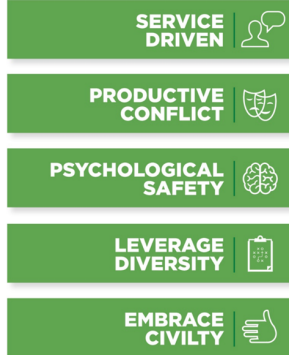 SERVICE
DRIVEN
PRODUCTIVE
CONFLICT
PSYCHOLOGICAL
SAFETY
LEVERAGE
DIVERSITY
EMBRACE
CIVILTY